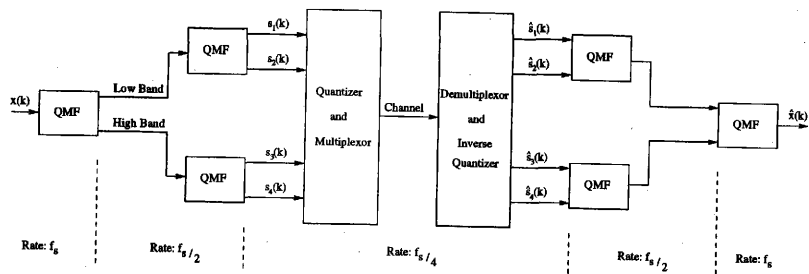 x(k)
QMF
Low Band
High Band
QMF
QMF
s₁(k)
s₂(k)
s₃(k)
s₄(k)
Quantizer
and
Multiplexor
Channel
Demultiplexor
and
Inverse
Quantizer
ŝ₁(k)
ŝ₂(k)
ŝ₃(k)
ŝ₄(k)
QMF
QMF
QMF
x̂(k)
Rate: fₛ
Rate: fₛ/2
Rate: fₛ/4
Rate: fₛ/2
Rate: fₛ